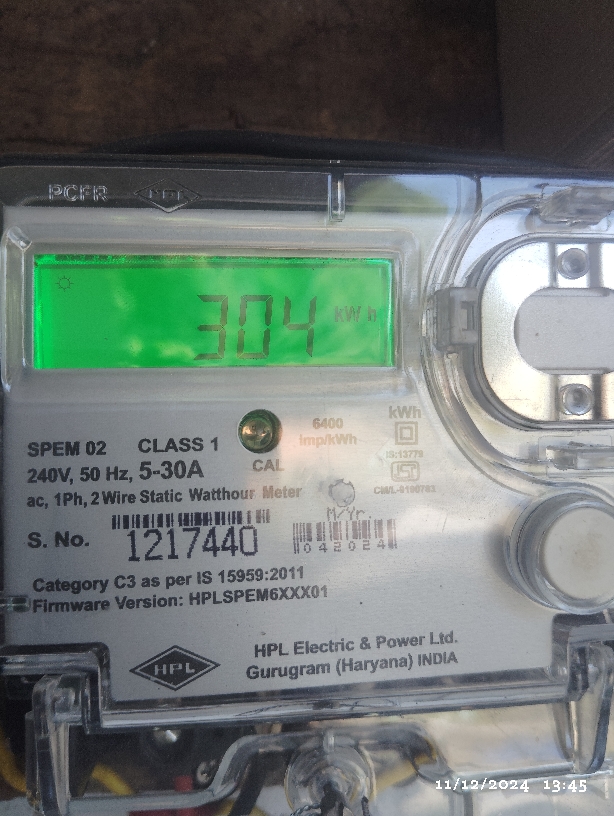 PCFR HPL
304 kWh
6400
imp/kWh
kWh
IS:13779
SPEM 02 CLASS 1
240V, 50 Hz, 5-30A
CAL
ac, 1Ph, 2 Wire Static Watthour Meter
M/Yr.
S. No. 1217440
042024
Category C3 as per IS 15959:2011
Firmware Version: HPLSPEM6XXX01
HPL
HPL Electric & Power Ltd.
Gurugram (Haryana) INDIA
11/12/2024 13:45